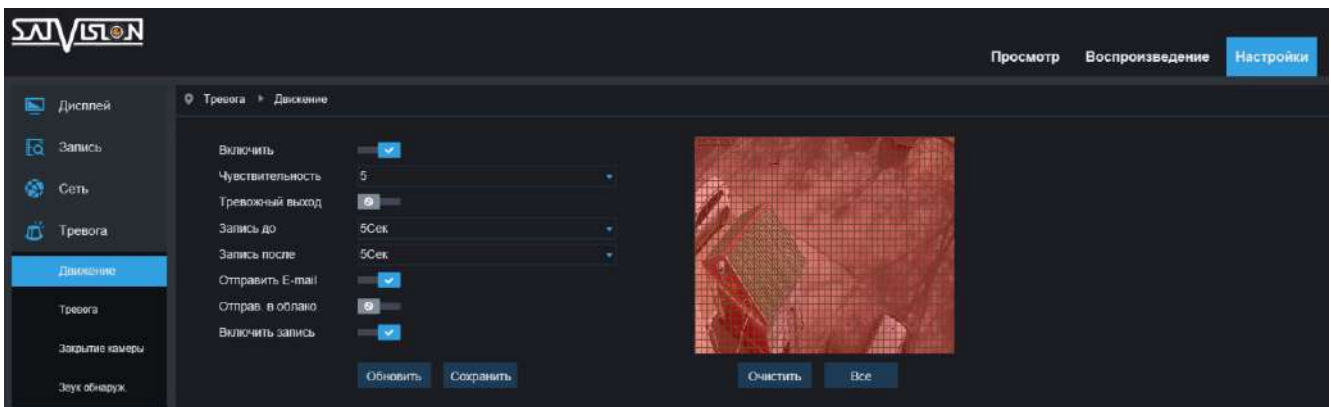 SATVISION
Просмотр Воспроизведение Настройки
Дисплей
Запись
Сеть
Тревога
Движение
Тревога
Закрытие камеры
Звук обнаруж.
Тревога Движение
Включить
Чувствительность 5
Тревожный выход
Запись до 5Сек
Запись после 5Сек
Отправить E-mail
Отправ. в облако
Включить запись
Обновить Сохранить
Очистить Все